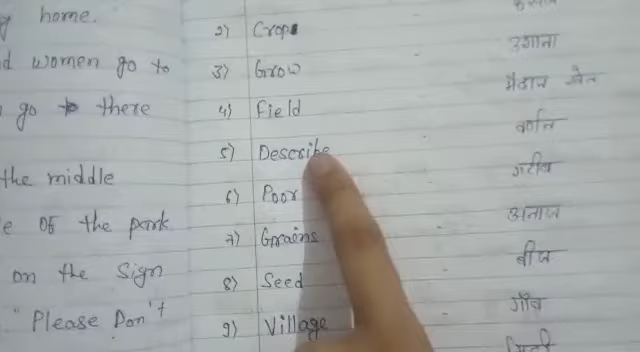 home.
d women go to
go to there
the middle
e of the park
on the sign
"Please Don't
2) Crop
3) Grow
4) Field
5) Describe
6) Poor
7) Grains
8) Seed
9) Village
उगाना
मैदान खेत
वर्णन
गरीब
अनाज
बीज
गाँव